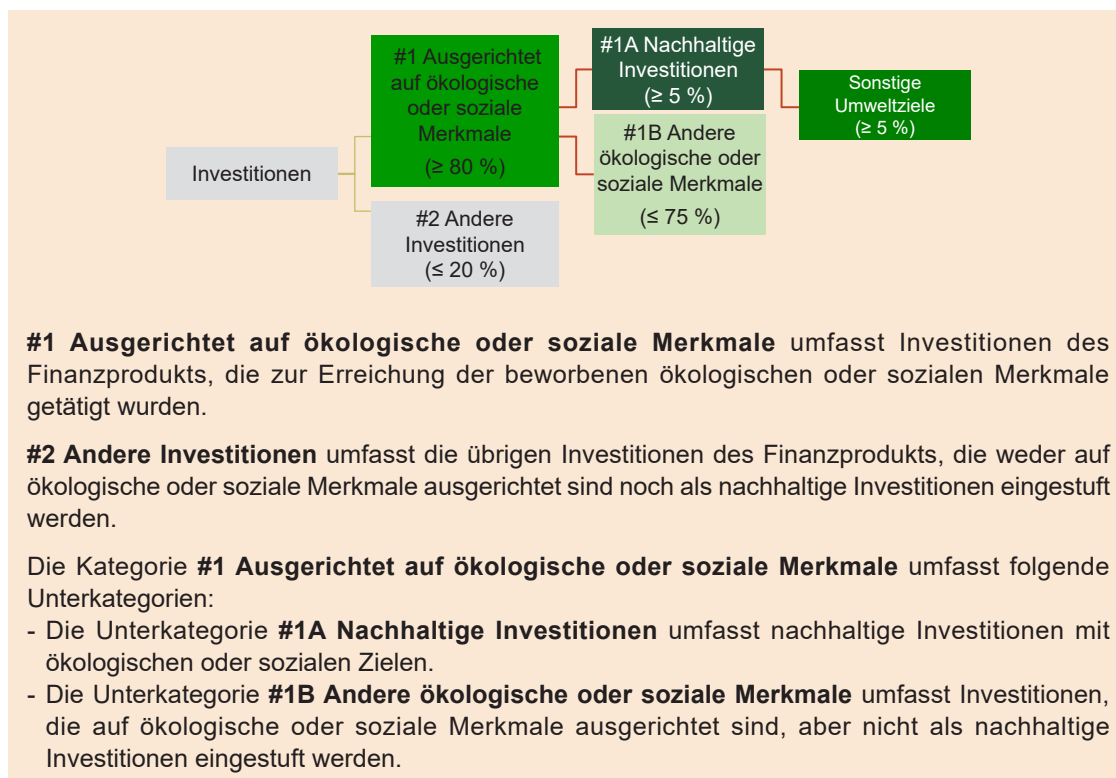 Investitionen
#1 Ausgerichtet
auf ökologische
oder soziale
Merkmale
(≥ 80 %)
#2 Andere
Investitionen
(≤ 20 %)
#1A Nachhaltige
Investitionen
(≥ 5 %)
#1B Andere
ökologische oder
soziale Merkmale
(≤ 75 %)
Sonstige
Umweltziele
(≥ 5 %)
#1 Ausgerichtet auf ökologische oder soziale Merkmale umfasst Investitionen des
Finanzprodukts, die zur Erreichung der beworbenen ökologischen oder sozialen Merkmale
getätigt wurden.
#2 Andere Investitionen umfasst die übrigen Investitionen des Finanzprodukts, die weder auf
ökologische oder soziale Merkmale ausgerichtet sind noch als nachhaltige Investitionen eingestuft
werden.
Die Kategorie #1 Ausgerichtet auf ökologische oder soziale Merkmale umfasst folgende
Unterkategorien:
- Die Unterkategorie #1A Nachhaltige Investitionen umfasst nachhaltige Investitionen mit
ökologischen oder sozialen Zielen.
- Die Unterkategorie #1B Andere ökologische oder soziale Merkmale umfasst Investitionen,
die auf ökologische oder soziale Merkmale ausgerichtet sind, aber nicht als nachhaltige
Investitionen eingestuft werden.